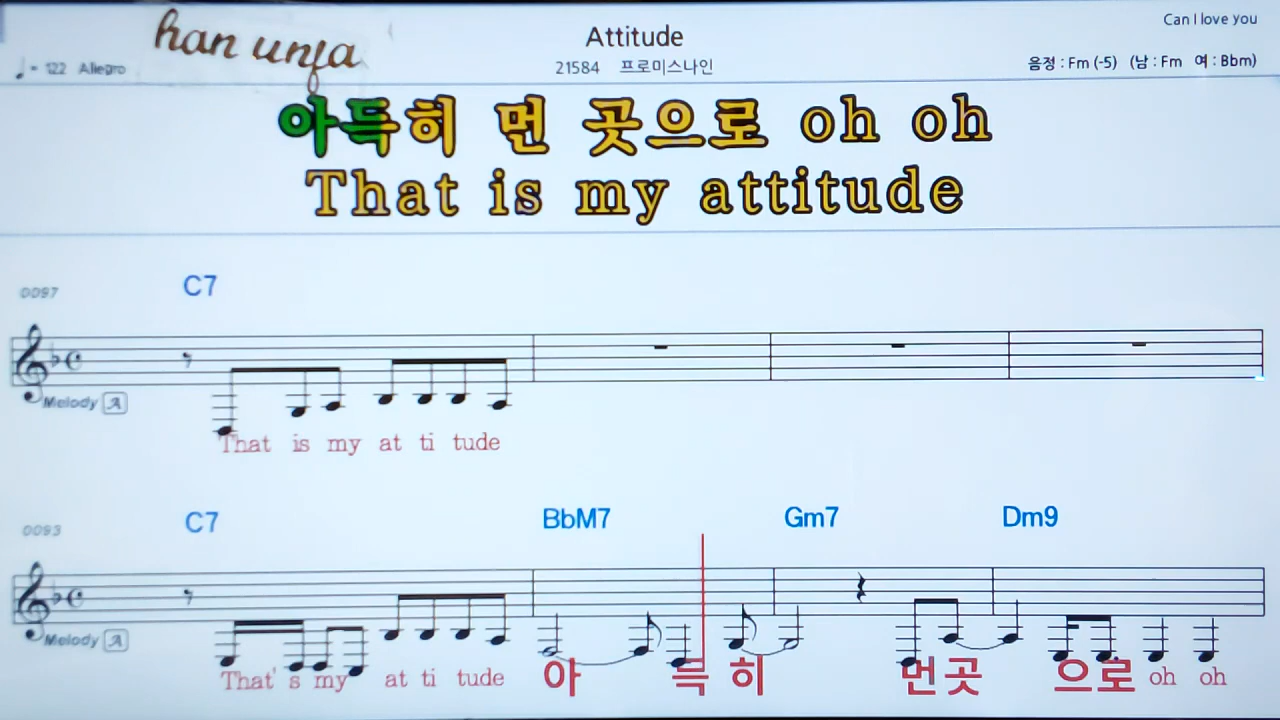 Can I love you
han unja
Attitude
♩= 122 Allegro
21584 프로미스나인
음정 : Fm (-5) (남 : Fm 여 : Bbm)
아득히 먼 곳으로 oh oh
That is my attitude
0097
C7
Melody A
That is my at ti tude
0093
C7 BbM7 Gm7 Dm9
Melody A
That' s my at ti tude 아 득 히 먼곳 으로 oh oh